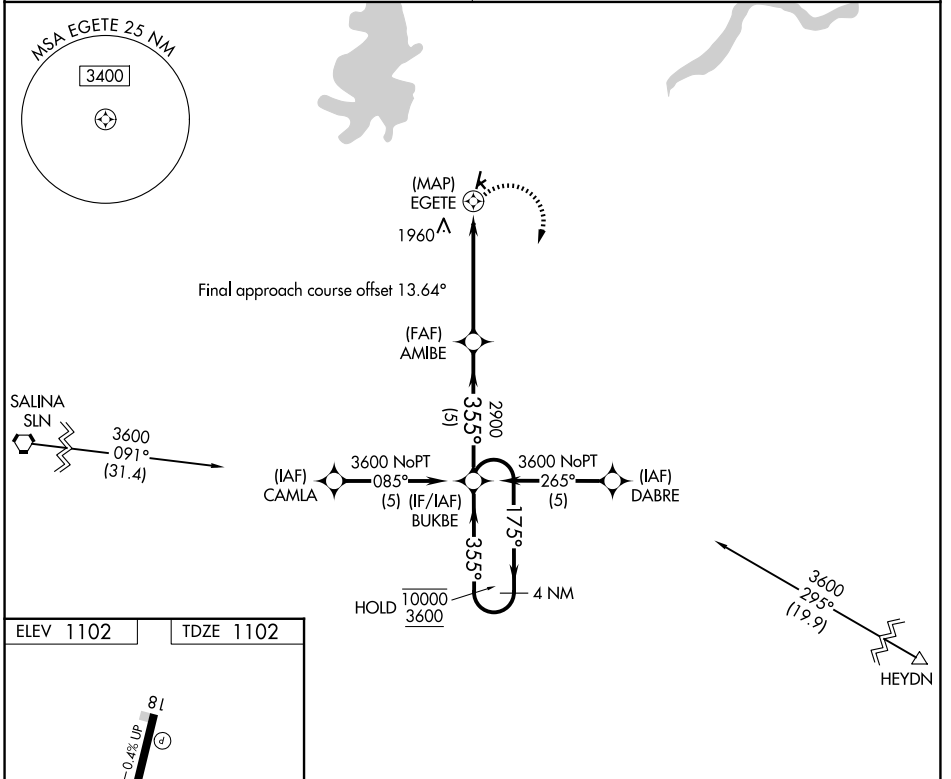 MSA EGETE 25 NM
3400
(MAP)
EGETE
k
1960
Final approach course offset 13.64°
(FAF)
AMIBE
SALINA
SLN
3600
091°
(31.4)
2900
355°
(5)
(IAF)
CAMLA
3600 NoPT
085°
(5)
(IF/IAF)
BUKBE
3600 NoPT
265°
(5)
(IAF)
DABRE
175°
355°
HOLD
10000
3600
4 NM
3600
295°
(19.9)
HEYDN
ELEV 1102
TDZE 1102
18
0.4% UP
P